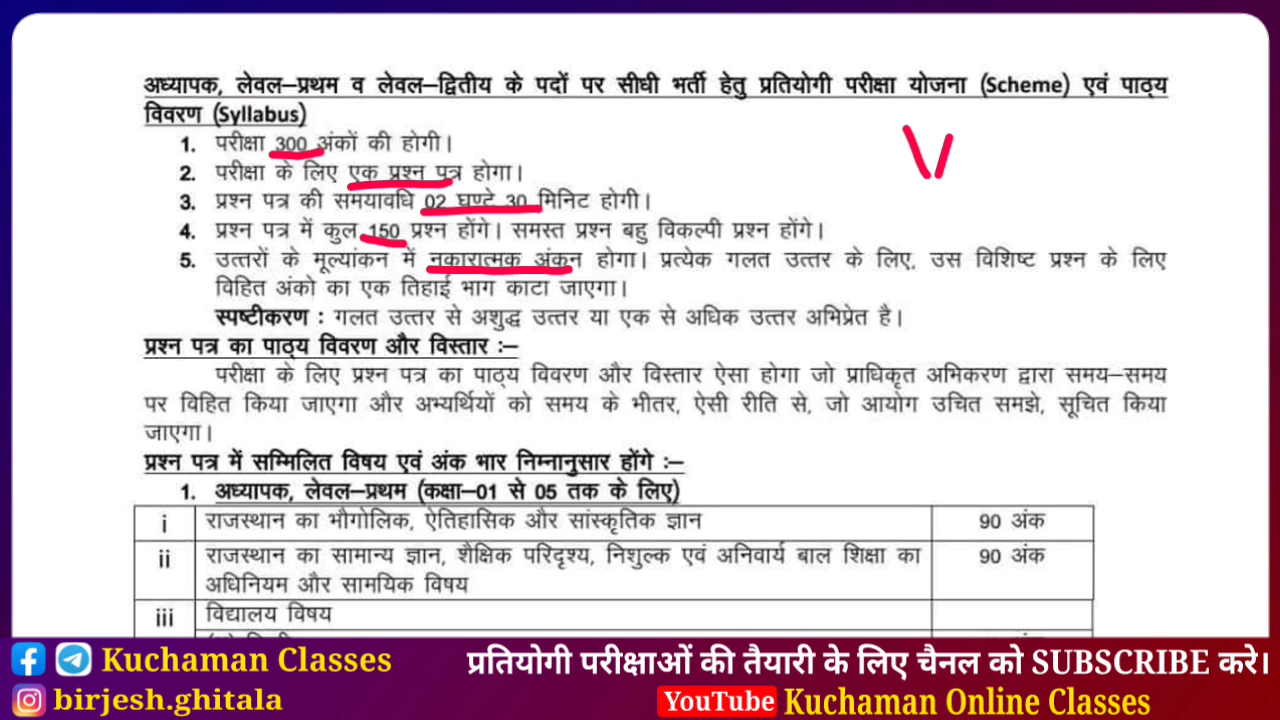 अध्यापक, लेवल–प्रथम व लेवल–द्वितीय के पदों पर सीधी भर्ती हेतु प्रतियोगी परीक्षा योजना (Scheme) एवं पाठ्य
विवरण (Syllabus)
1. परीक्षा 300 अंकों की होगी।
2. परीक्षा के लिए एक प्रश्न पत्र होगा।
3. प्रश्न पत्र की समयावधि 02 घण्टे 30 मिनिट होगी।
4. प्रश्न पत्र में कुल 150 प्रश्न होंगे। समस्त प्रश्न बहु विकल्पी प्रश्न होंगे।
5. उत्तरों के मूल्यांकन में नकारात्मक अंकन होगा। प्रत्येक गलत उत्तर के लिए, उस विशिष्ट प्रश्न के लिए
विहित अंको का एक तिहाई भाग काटा जाएगा।
स्पष्टीकरण : गलत उत्तर से अशुद्ध उत्तर या एक से अधिक उत्तर अभिप्रेत है।
प्रश्न पत्र का पाठ्य विवरण और विस्तार :–
परीक्षा के लिए प्रश्न पत्र का पाठ्य विवरण और विस्तार ऐसा होगा जो प्राधिकृत अभिकरण द्वारा समय–समय
पर विहित किया जाएगा और अभ्यर्थियों को समय के भीतर, ऐसी रीति से, जो आयोग उचित समझे, सूचित किया
जाएगा।
प्रश्न पत्र में सम्मिलित विषय एवं अंक भार निम्नानुसार होंगे :–
1. अध्यापक, लेवल–प्रथम (कक्षा–01 से 05 तक के लिए)
i राजस्थान का भौगोलिक, ऐतिहासिक और सांस्कृतिक ज्ञान 90 अंक
ii राजस्थान का सामान्य ज्ञान, शैक्षिक परिदृश्य, निशुल्क एवं अनिवार्य बाल शिक्षा का 90 अंक
अधिनियम और सामयिक विषय
iii विद्यालय विषय
Kuchaman Classes प्रतियोगी परीक्षाओं की तैयारी के लिए चैनल को SUBSCRIBE करे।
birjesh.ghitala YouTube Kuchaman Online Classes